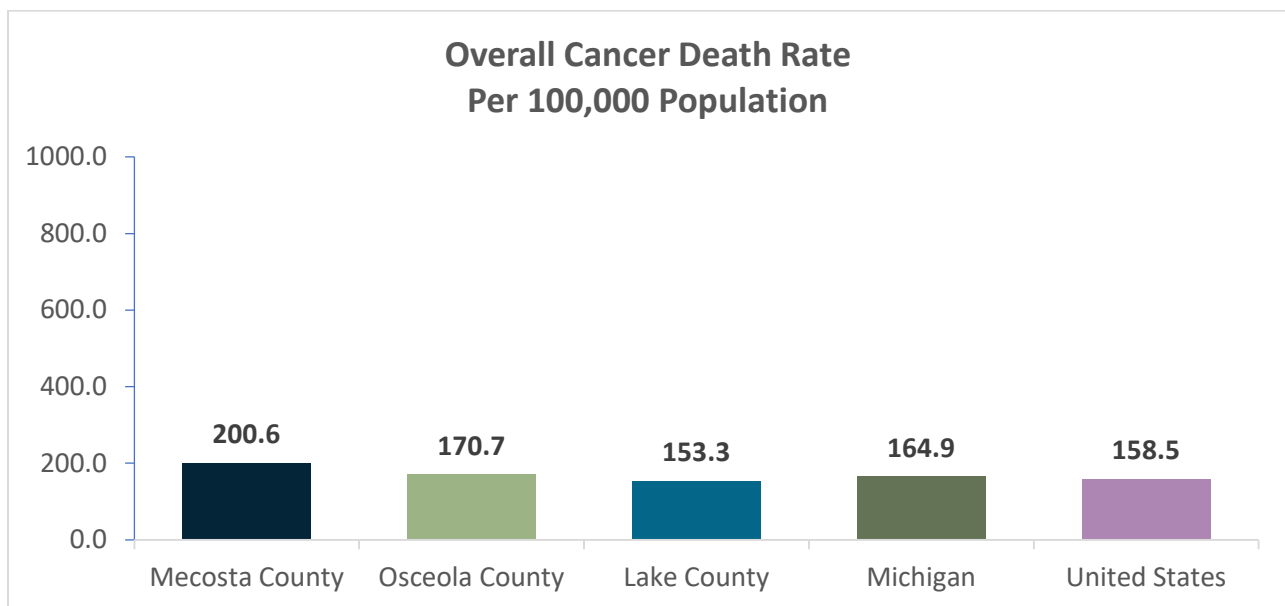 Overall Cancer Death Rate
Per 100,000 Population
1000.0
800.0
600.0
400.0
200.0
0.0
200.6
170.7
153.3
164.9
158.5
Mecosta County
Osceola County
Lake County
Michigan
United States